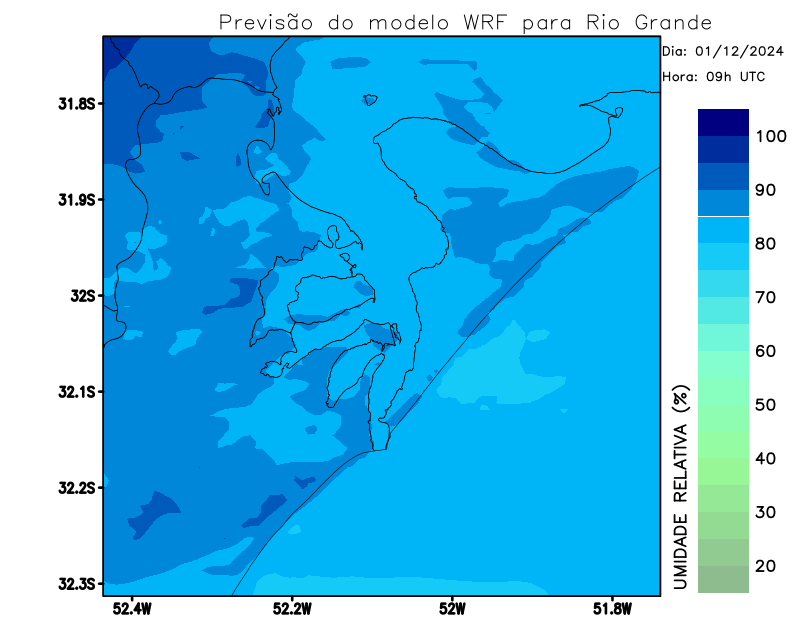 Previsão do modelo WRF para Rio Grande
Dia: 01/12/2024
Hora: 09h UTC
31.8S
31.9S
32S
32.1S
32.2S
32.3S
52.4W
52.2W
52W
51.8W
100
90
80
70
60
50
40
30
20
UMIDADE RELATIVA (%)